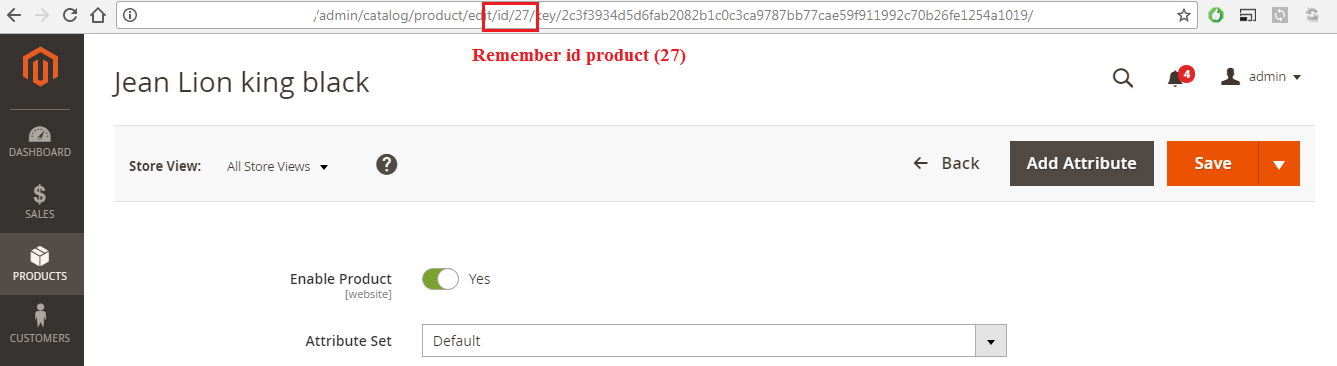 ,/admin/catalog/product/edit/id/27/key/2c3f3934d5d6fab2082b1c0c3ca9787bb77cae59f911992c70b26fe1254a1019/
Remember id product (27)
Jean Lion king black
4
admin
DASHBOARD
Store View:
All Store Views
?
Back
Add Attribute
Save
$
SALES
PRODUCTS
Enable Product
Yes
[website]
CUSTOMERS
Attribute Set
Default